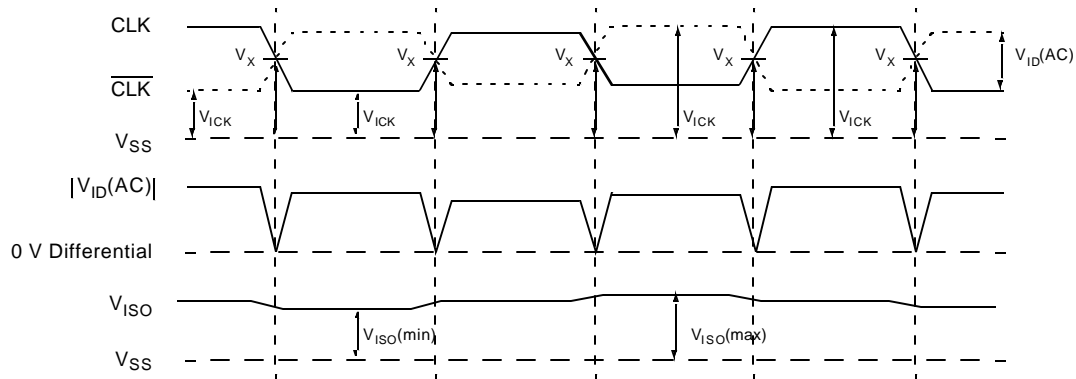 CLK
V_X V_X V_X V_X V_X
V_ID(AC)
C̅L̅K̅
V_ICK V_ICK V_ICK V_ICK
V_SS
|V_ID(AC)|
0 V Differential
V_ISO
V_ISO(min) V_ISO(max)
V_SS